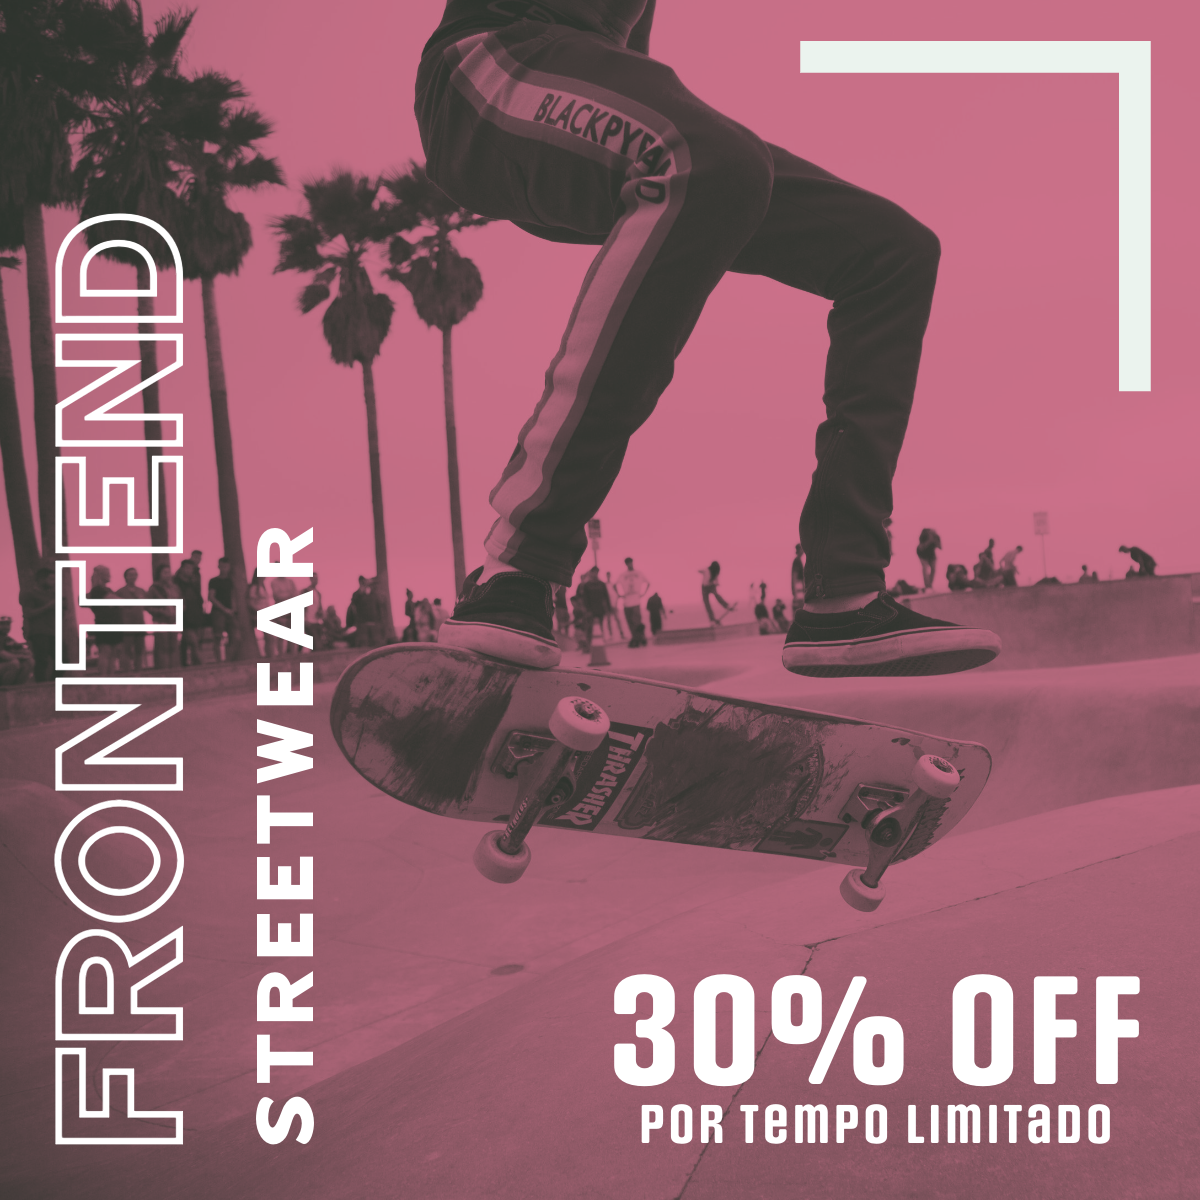 FRONTEND
STREETWEAR
BLACKPYRAMID
THRASHER
30% OFF
POR TEMPO LIMITADO